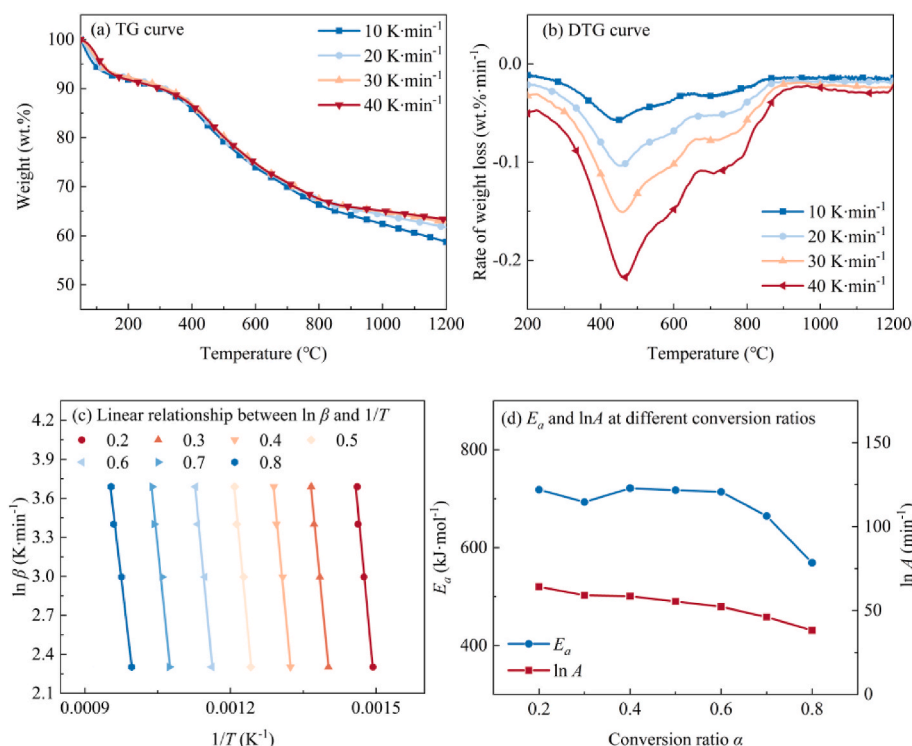 (a) TG curve
10 K·min⁻¹
20 K·min⁻¹
30 K·min⁻¹
40 K·min⁻¹
100
90
80
70
60
50
Weight (wt.%)
200 400 600 800 1000 1200
Temperature (℃)
(b) DTG curve
0.0
-0.1
-0.2
Rate of weight loss (wt.%·min⁻¹)
10 K·min⁻¹
20 K·min⁻¹
30 K·min⁻¹
40 K·min⁻¹
200 400 600 800 1000 1200
Temperature (℃)
(c) Linear relationship between ln β and 1/T
0.2 0.3 0.4 0.5
0.6 0.7 0.8
4.2
3.9
3.6
3.3
3.0
2.7
2.4
2.1
ln β (K·min⁻¹)
0.0009 0.0012 0.0015
1/T (K⁻¹)
(d) Eₐ and lnA at different conversion ratios
800
600
400
Eₐ (kJ·mol⁻¹)
150
100
50
0
ln A (min⁻¹)
Eₐ
ln A
0.2 0.4 0.6 0.8
Conversion ratio α